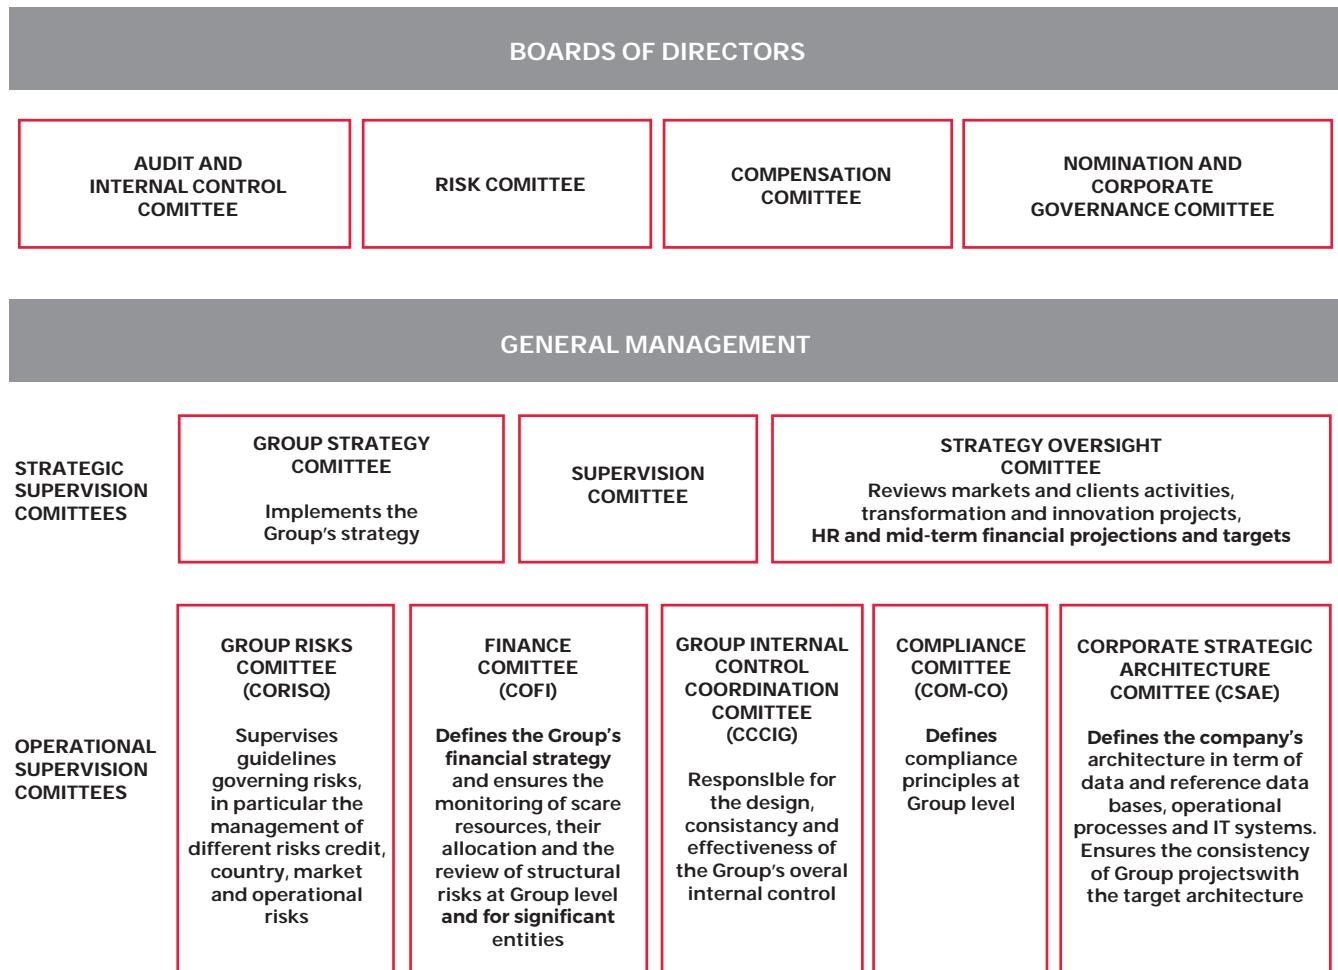 BOARDS OF DIRECTORS
AUDIT AND
INTERNAL CONTROL
COMITTEE
RISK COMITTEE
COMPENSATION
COMITTEE
NOMINATION AND
CORPORATE
GOVERNANCE COMITTEE
GENERAL MANAGEMENT
STRATEGIC
SUPERVISION
COMITTEES
GROUP STRATEGY
COMITTEE
Implements the
Group's strategy
SUPERVISION
COMITTEE
STRATEGY OVERSIGHT
COMITTEE
Reviews markets and clients activities,
transformation and innovation projects,
HR and mid-term financial projections and targets
OPERATIONAL
SUPERVISION
COMITTEES
GROUP RISKS
COMITTEE
(CORISQ)
Supervises
guidelines
governing risks,
in particular the
management of
different risks credit,
country, market
and operational
risks
FINANCE
COMITTEE
(COFI)
Defines the Group's
financial strategy
and ensures the
monitoring of scare
resources, their
allocation and the
review of structural
risks at Group level
and for significant
entities
GROUP INTERNAL
CONTROL
COORDINATION
COMITTEE
(CCCIG)
ResponsIble for
the design,
consistancy and
effectiveness of
the Group's overal
internal control
COMPLIANCE
COMITTEE
(COM-CO)
Defines
compliance
principles at
Group level
CORPORATE STRATEGIC
ARCHITECTURE
COMITTEE (CSAE)
Defines the company's
architecture in term of
data and reference data
bases, operational
processes and IT systems.
Ensures the consistency
of Group projectswith
the target architecture